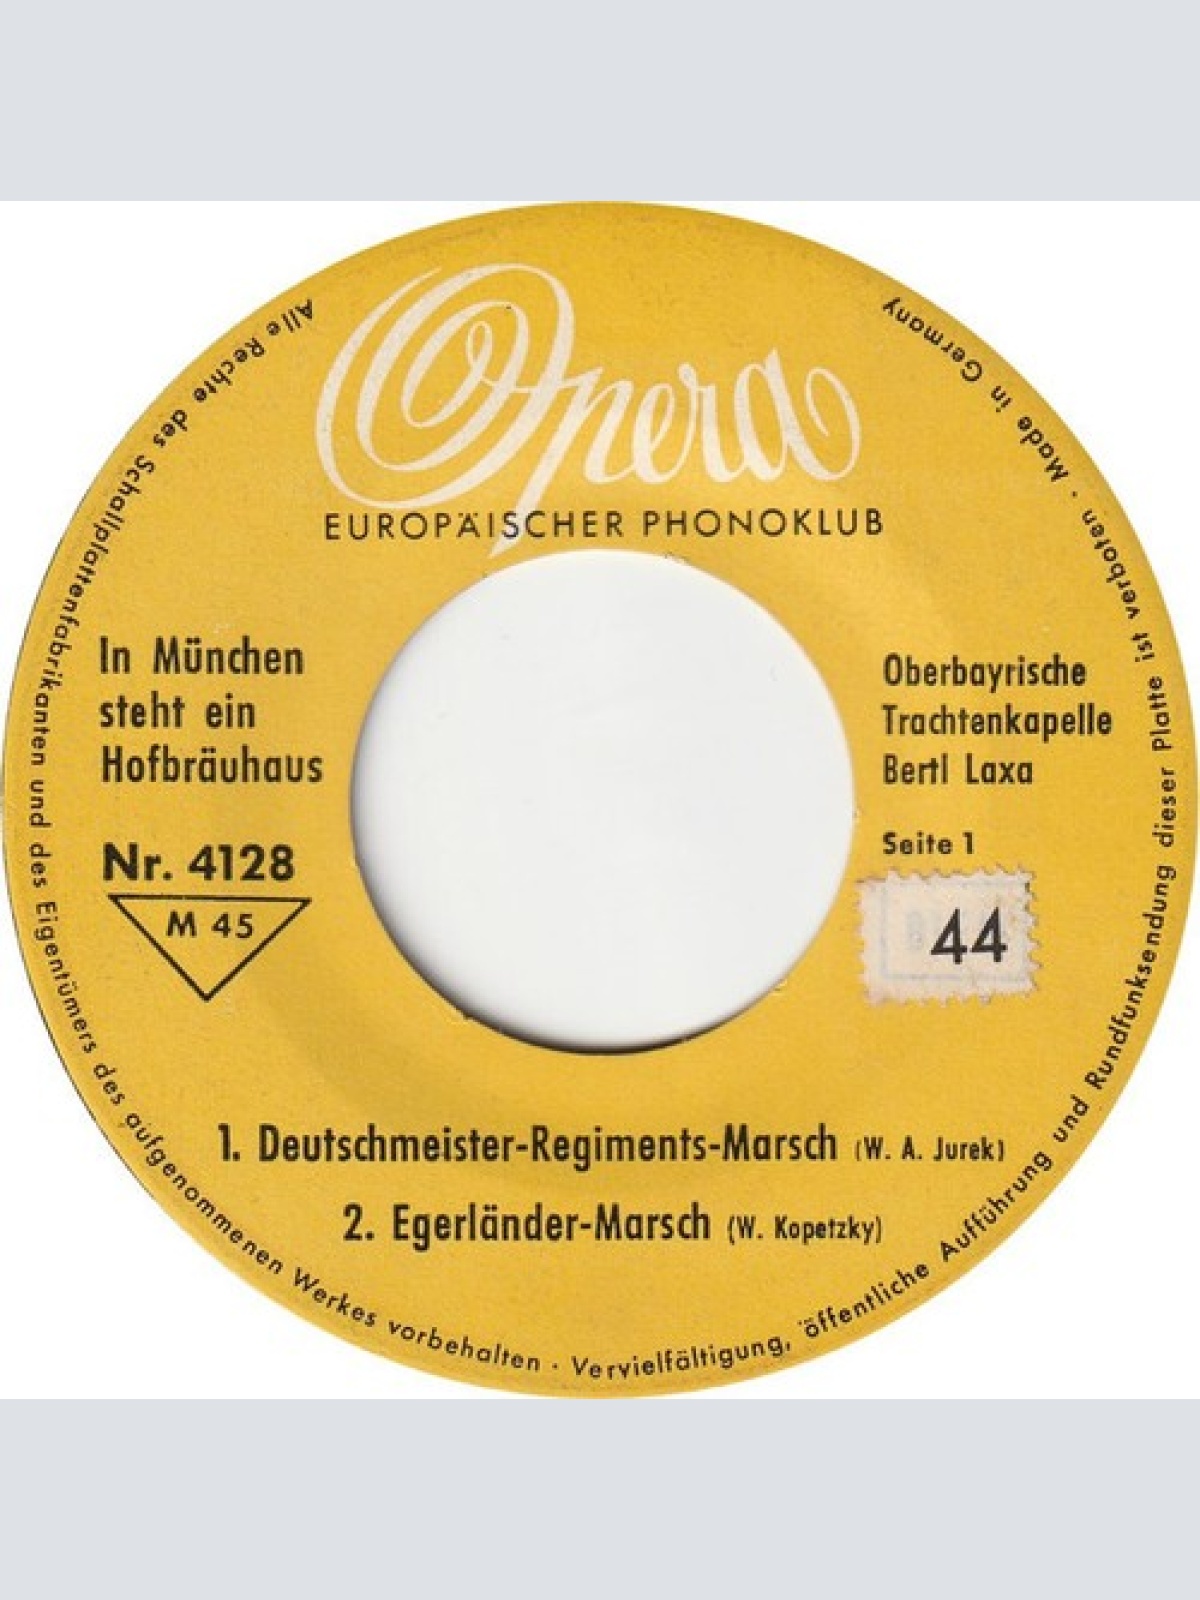 Opera
EUROPÄISCHER PHONOKLUB
In München
steht ein
Hofbräuhaus
Nr. 4128
M 45
Oberbayrische
Trachtenkapelle
Bertl Laxa
Seite 1
44
1. Deutschmeister-Regiments-Marsch (W. A. Jurek)
2. Egerländer-Marsch (W. Kopetzky)
Alle Rechte des Schallplattenfabrikanten und des Eigentümers des aufgenommenen Werkes vorbehalten · Vervielfältigung, öffentliche Aufführung und Rundfunksendung dieser Platte ist verboten · Made in Germany